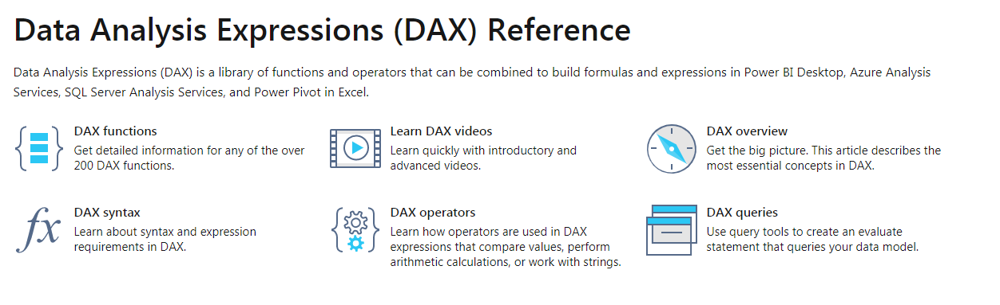 Data Analysis Expressions (DAX) Reference
Data Analysis Expressions (DAX) is a library of functions and operators that can be combined to build formulas and expressions in Power BI Desktop, Azure Analysis
Services, SQL Server Analysis Services, and Power Pivot in Excel.
DAX functions
Get detailed information for any of the over
200 DAX functions.
Learn DAX videos
Learn quickly with introductory and
advanced videos.
DAX overview
Get the big picture. This article describes the
most essential concepts in DAX.
fx
DAX syntax
Learn about syntax and expression
requirements in DAX.
DAX operators
Learn how operators are used in DAX
expressions that compare values, perform
arithmetic calculations, or work with strings.
DAX queries
Use query tools to create an evaluate
statement that queries your data model.